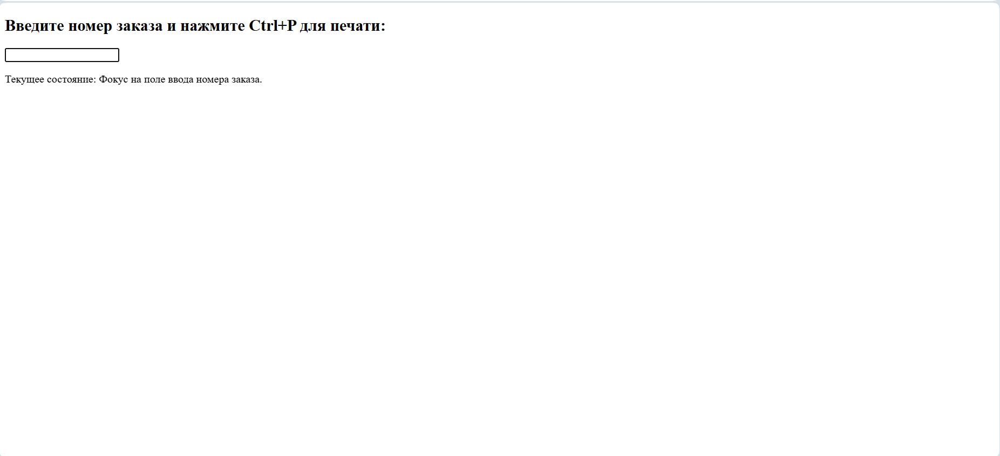 Введите номер заказа и нажмите Ctrl+P для печати:
Текущее состояние: Фокус на поле ввода номера заказа.